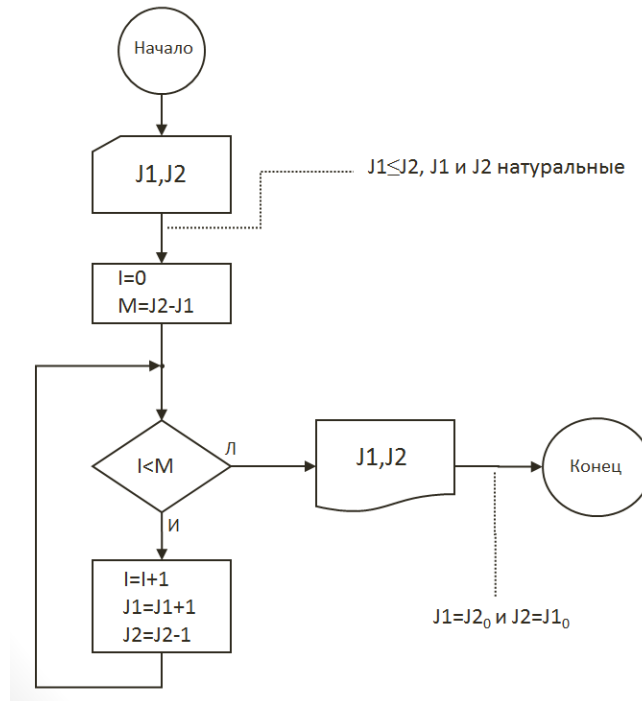 Начало
J1,J2
J1≤J2, J1 и J2 натуральные
I=0
M=J2-J1
I<M
Л
J1,J2
Конец
И
I=I+1
J1=J1+1
J2=J2-1
J1=J2₀ и J2=J1₀